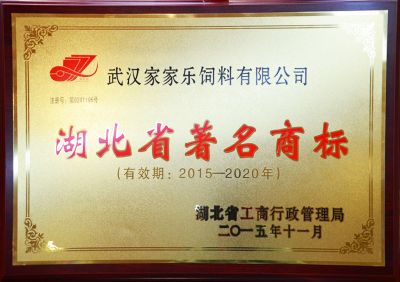 武汉家家乐饲料有限公司
湖北省著名商标
(有效期：2015—2020年)
湖北省工商行政管理局
二〇一五年十一月